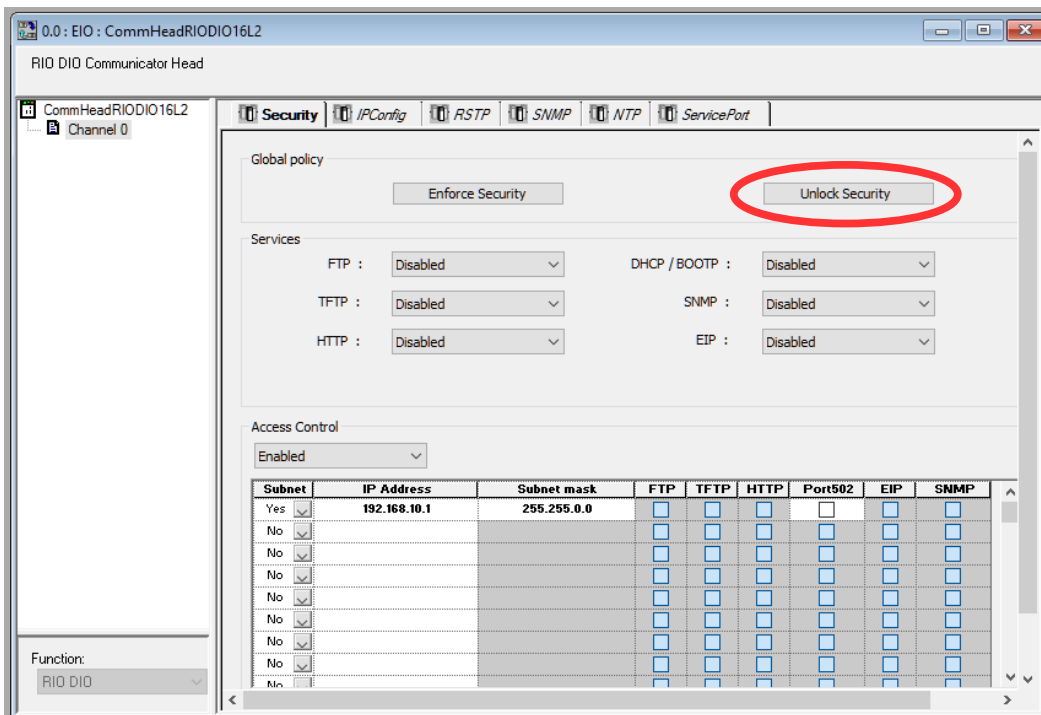 0.0 : EIO : CommHeadRIODIO16L2
RIO DIO Communicator Head
CommHeadRIODIO16L2
Channel 0
Security IPConfig RSTP SNMP NTP ServicePort
Global policy
Enforce Security Unlock Security
Services
FTP : Disabled DHCP / BOOTP : Disabled
TFTP : Disabled SNMP : Disabled
HTTP : Disabled EIP : Disabled
Access Control
Enabled
Subnet IP Address Subnet mask FTP TFTP HTTP Port502 EIP SNMP
Yes 192.168.10.1 255.255.0.0
No
No
No
No
No
No
No
No
Function:
RIO DIO